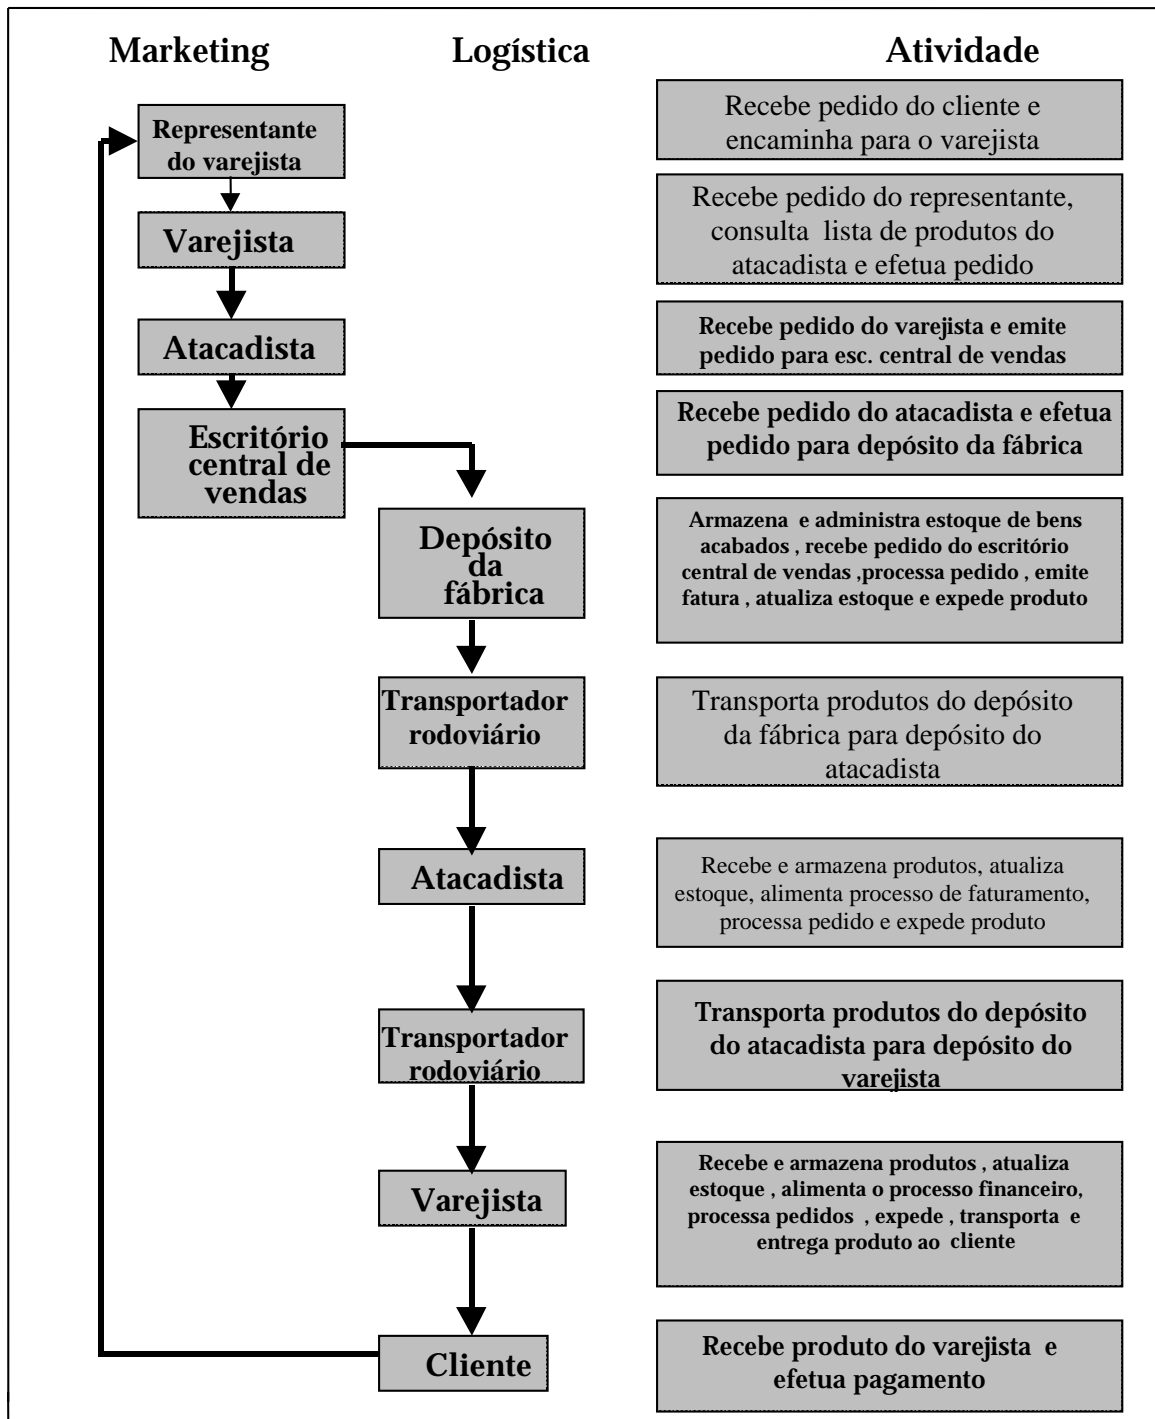 Marketing
Logística
Atividade
Representante
do varejista
Recebe pedido do cliente e
encaminha para o varejista
Varejista
Recebe pedido do representante,
consulta lista de produtos do
atacadista e efetua pedido
Atacadista
Recebe pedido do varejista e emite
pedido para esc. central de vendas
Escritório
central de
vendas
Recebe pedido do atacadista e efetua
pedido para depósito da fábrica
Depósito
da
fábrica
Armazena e administra estoque de bens
acabados , recebe pedido do escritório
central de vendas ,processa pedido , emite
fatura , atualiza estoque e expede produto
Transportador
rodoviário
Transporta produtos do depósito
da fábrica para depósito do
atacadista
Atacadista
Recebe e armazena produtos, atualiza
estoque, alimenta processo de faturamento,
processa pedido e expede produto
Transportador
rodoviário
Transporta produtos do depósito
do atacadista para depósito do
varejista
Varejista
Recebe e armazena produtos , atualiza
estoque , alimenta o processo financeiro,
processa pedidos , expede , transporta e
entrega produto ao cliente
Cliente
Recebe produto do varejista e
efetua pagamento